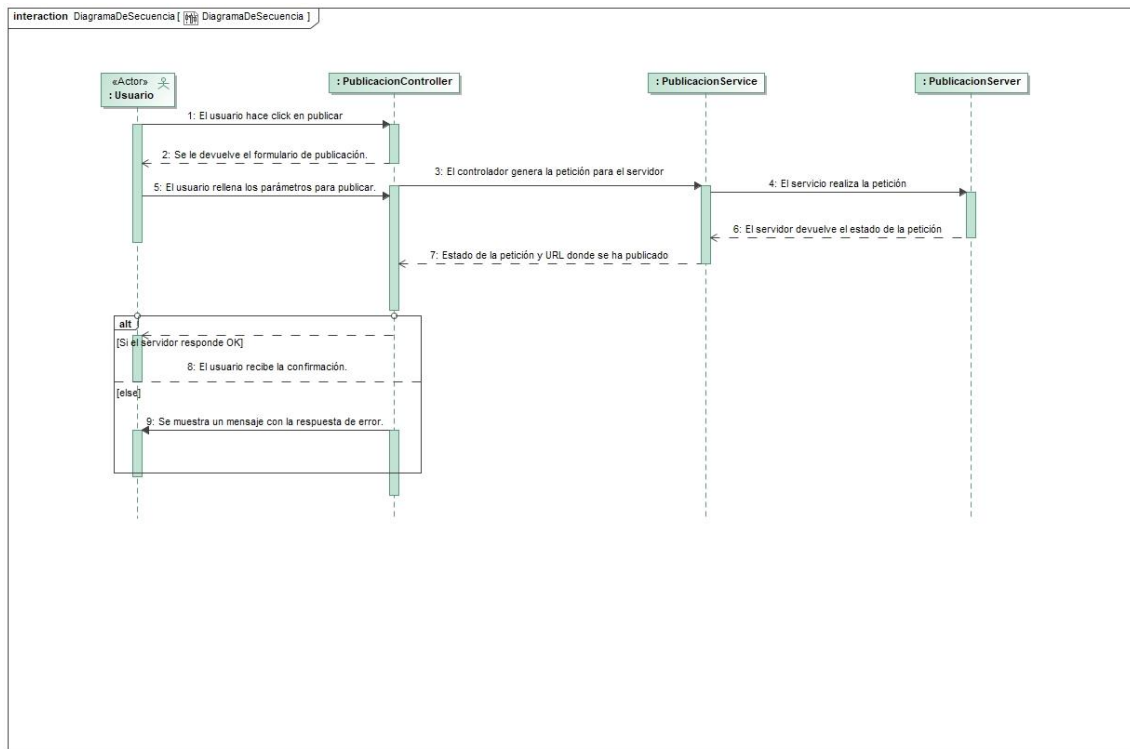 interaction DiagramaDeSecuencia [ DiagramaDeSecuencia ]
«Actor»
: Usuario
: PublicacionController
: PublicacionService
: PublicacionServer
1: El usuario hace click en publicar
2: Se le devuelve el formulario de publicación.
3: El controlador genera la petición para el servidor
4: El servicio realiza la petición
5: El usuario rellena los parámetros para publicar.
6: El servidor devuelve el estado de la petición
7: Estado de la petición y URL donde se ha publicado
alt
[Si el servidor responde OK]
8: El usuario recibe la confirmación.
[else]
9: Se muestra un mensaje con la respuesta de error.